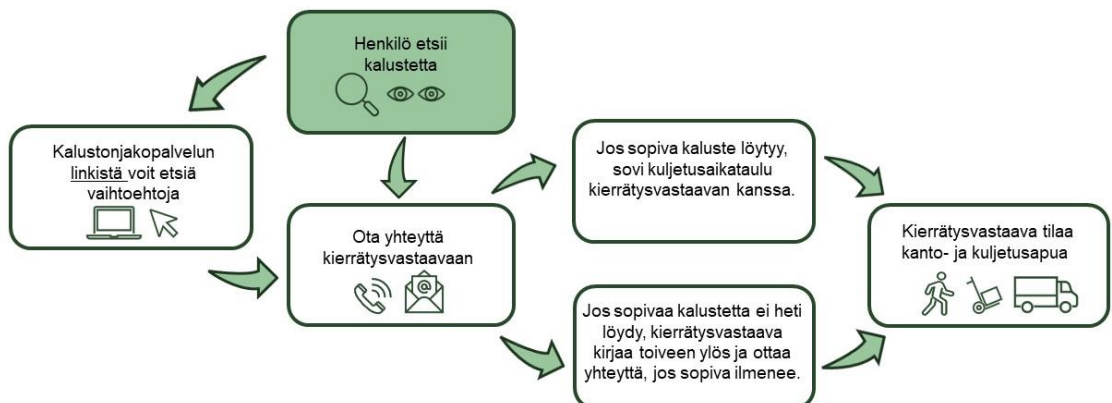 Henkilö etsii
kalustetta
Kalustonjakopalvelun
linkistä voit etsiä
vaihtoehtoja
Ota yhteyttä
kierrätysvastaavaan
@
Jos sopiva kaluste löytyy,
sovi kuljetusaikataulu
kierrätysvastaavan kanssa.
Jos sopivaa kalustetta ei heti
löydy, kierrätysvastaava
kirjaa toiveen ylös ja ottaa
yhteyttä, jos sopiva ilmenee.
Kierrätysvastaava tilaa
kanto- ja kuljetusapua